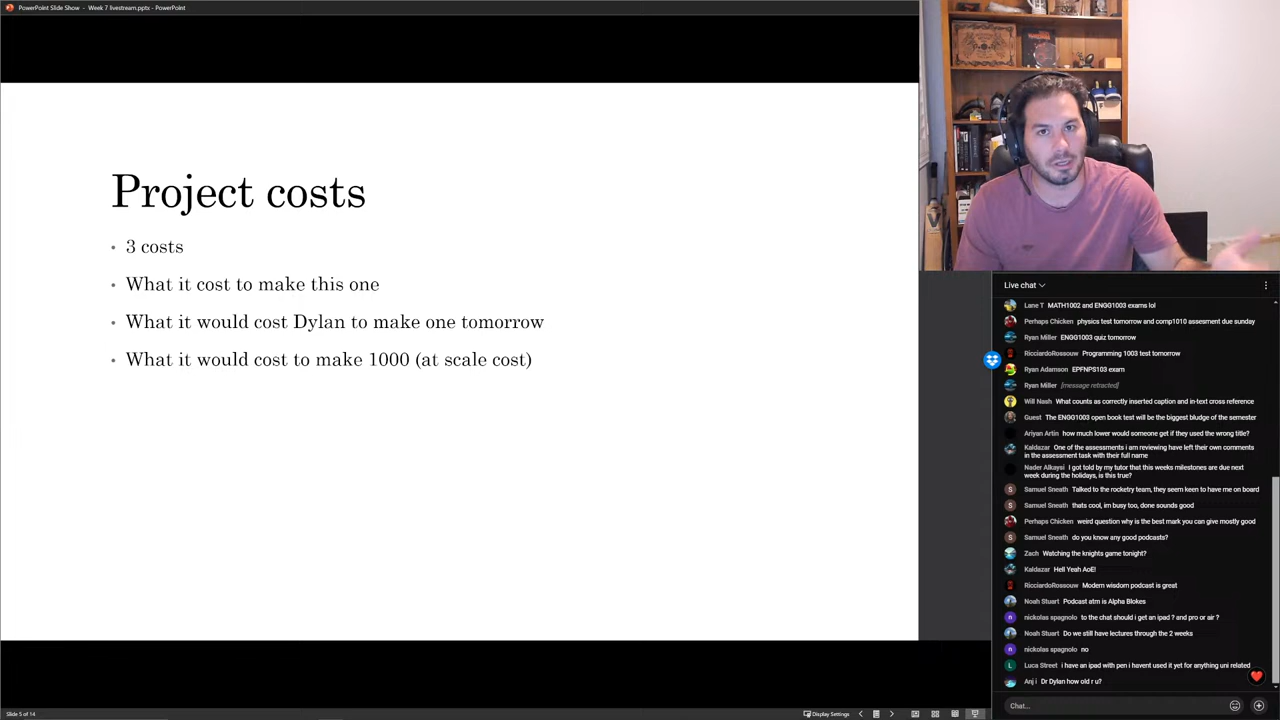 PowerPoint Slide Show - Week 7 livestream.pptx - PowerPoint
Project costs
• 3 costs
• What it cost to make this one
• What it would cost Dylan to make one tomorrow
• What it would cost to make 1000 (at scale cost)
Slide 5 of 14
Display Settings
Live chat
Lane T MATH1002 and ENGG1003 exams lol
Perhaps Chicken physics test tomorrow and comp1010 assesment due sunday
Ryan Miller ENGG1003 quiz tomorrow
RicciardoRossouw Programming 1003 test tomorrow
Ryan Adamson EPFNPS103 exam
Ryan Miller [message retracted]
Will Nash What counts as correctly inserted caption and in-text cross reference
Guest The ENGG1003 open book test will be the biggest bludge of the semester
Ariyan Artin how much lower would someone get if they used the wrong title?
Kaldazar One of the assessments i am reviewing have left their own comments
in the assessment task with their full name
Nader Alkaysi I got told by my tutor that this weeks milestones are due next
week during the holidays, is this true?
S Samuel Sneath Talked to the rocketry team, they seem keen to have me on board
S Samuel Sneath thats cool, im busy too, done sounds good
Perhaps Chicken weird question why is the best mark you can give mostly good
S Samuel Sneath do you know any good podcasts?
Zach Watching the knights game tonight?
Kaldazar Hell Yeah AoE!
RicciardoRossouw Modern wisdom podcast is great
Noah Stuart Podcast atm is Alpha Blokes
n nickolas spagnolo to the chat should i get an ipad ? and pro or air ?
Noah Stuart Do we still have lectures through the 2 weeks
n nickolas spagnolo no
L Luca Street i have an ipad with pen i havent used it yet for anything uni related
Anj i Dr Dylan how old r u?
Chat...